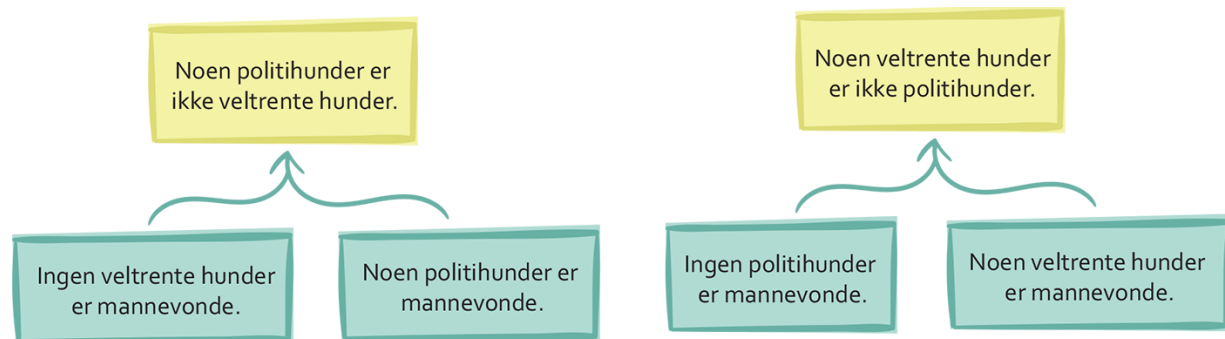 Noen politihunder er
ikke veltrente hunder.
Ingen veltrente hunder
er mannevonde.
Noen politihunder er
mannevonde.
Noen veltrente hunder
er ikke politihunder.
Ingen politihunder
er mannevonde.
Noen veltrente hunder
er mannevonde.